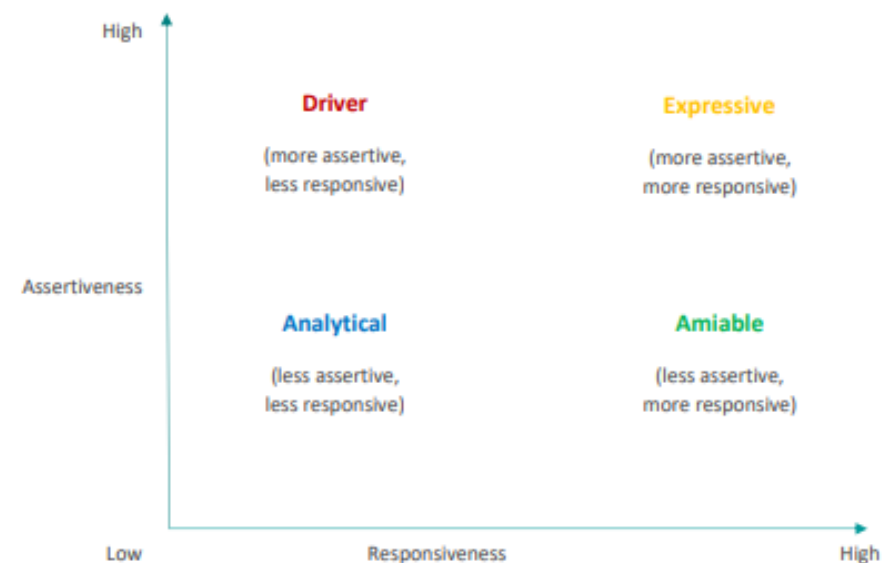 High
Driver
Expressive
(more assertive,
less responsive)
(more assertive,
more responsive)
Assertiveness
Analytical
Amiable
(less assertive,
less responsive)
(less assertive,
more responsive)
Low
Responsiveness
High